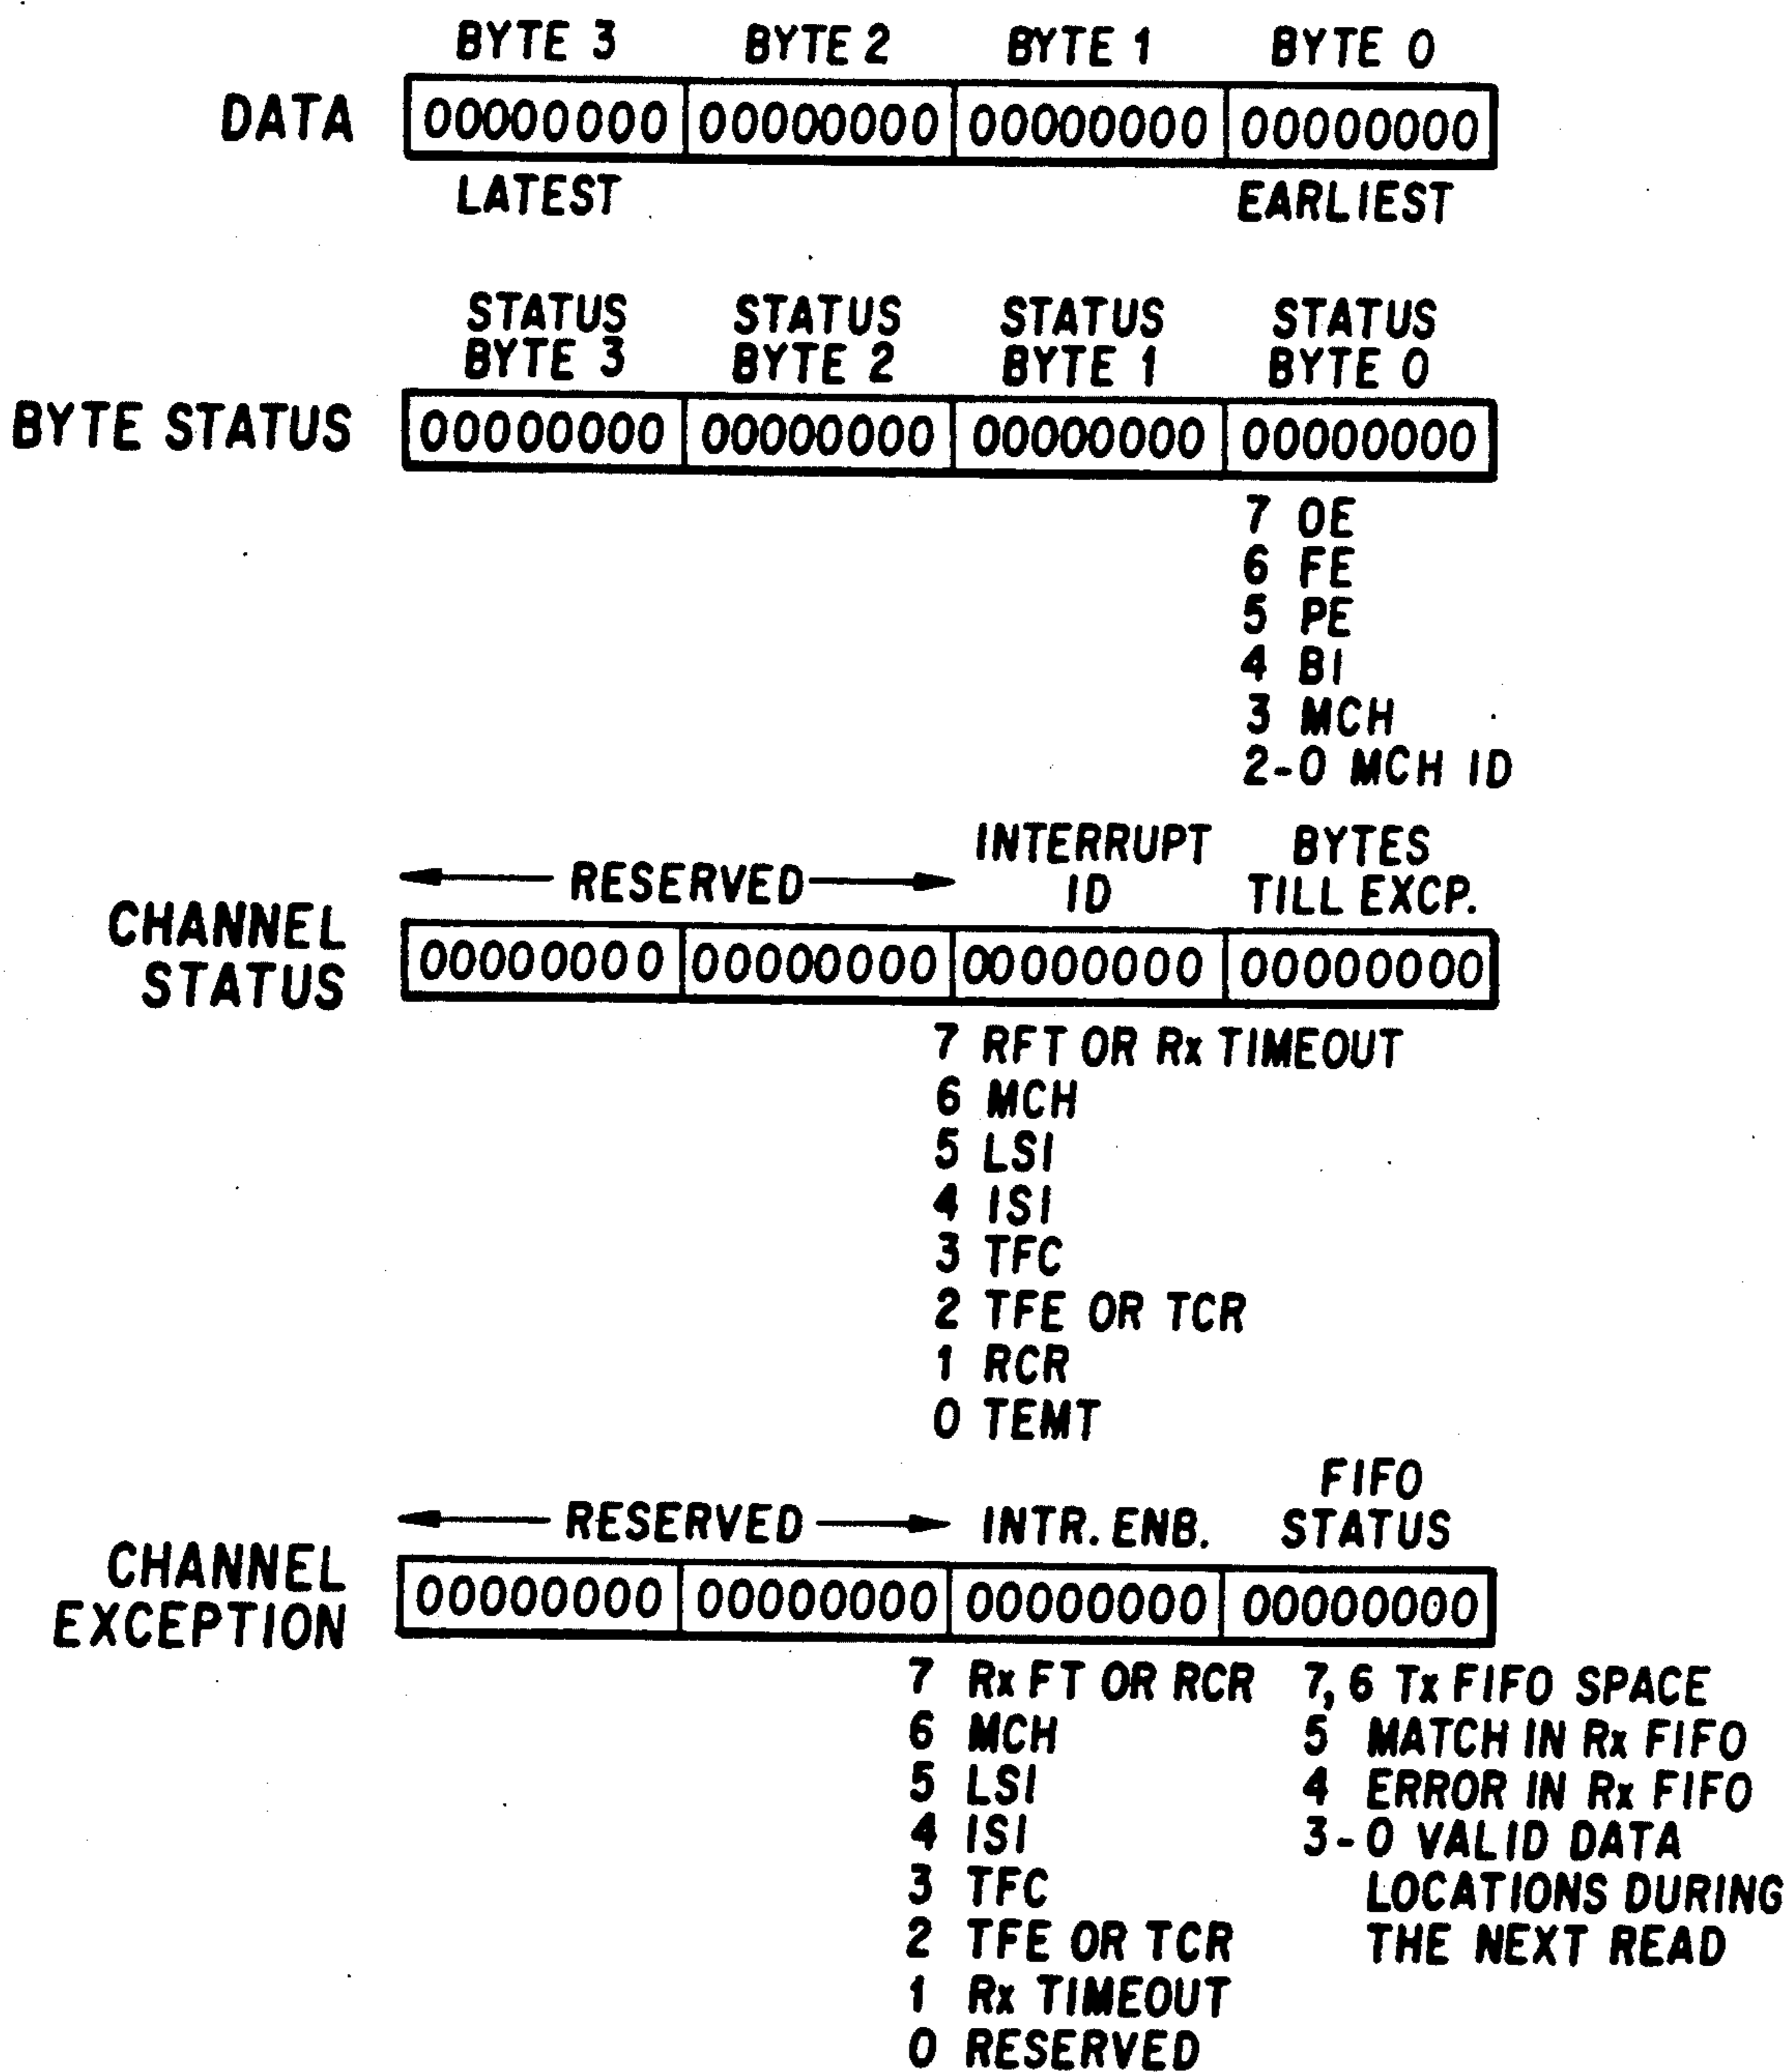 BYTE 3 BYTE 2 BYTE 1 BYTE 0
DATA 00000000 00000000 00000000 00000000
LATEST EARLIEST
STATUS STATUS STATUS STATUS
BYTE 3 BYTE 2 BYTE 1 BYTE 0
BYTE STATUS 00000000 00000000 00000000 00000000
7 OE
6 FE
5 PE
4 BI
3 MCH
2-0 MCH ID
INTERRUPT BYTES
RESERVED ID TILL EXCP.
CHANNEL
STATUS
00000000 00000000 00000000 00000000
7 RFT OR Rx TIMEOUT
6 MCH
5 LSI
4 ISI
3 TFC
2 TFE OR TCR
1 RCR
0 TEMT
FIFO
RESERVED INTR. ENB. STATUS
CHANNEL
EXCEPTION
00000000 00000000 00000000 00000000
7 Rx FT OR RCR 7,6 Tx FIFO SPACE
6 MCH 5 MATCH IN Rx FIFO
5 LSI 4 ERROR IN Rx FIFO
4 ISI 3-0 VALID DATA
3 TFC LOCATIONS DURING
2 TFE OR TCR THE NEXT READ
1 Rx TIMEOUT
0 RESERVED